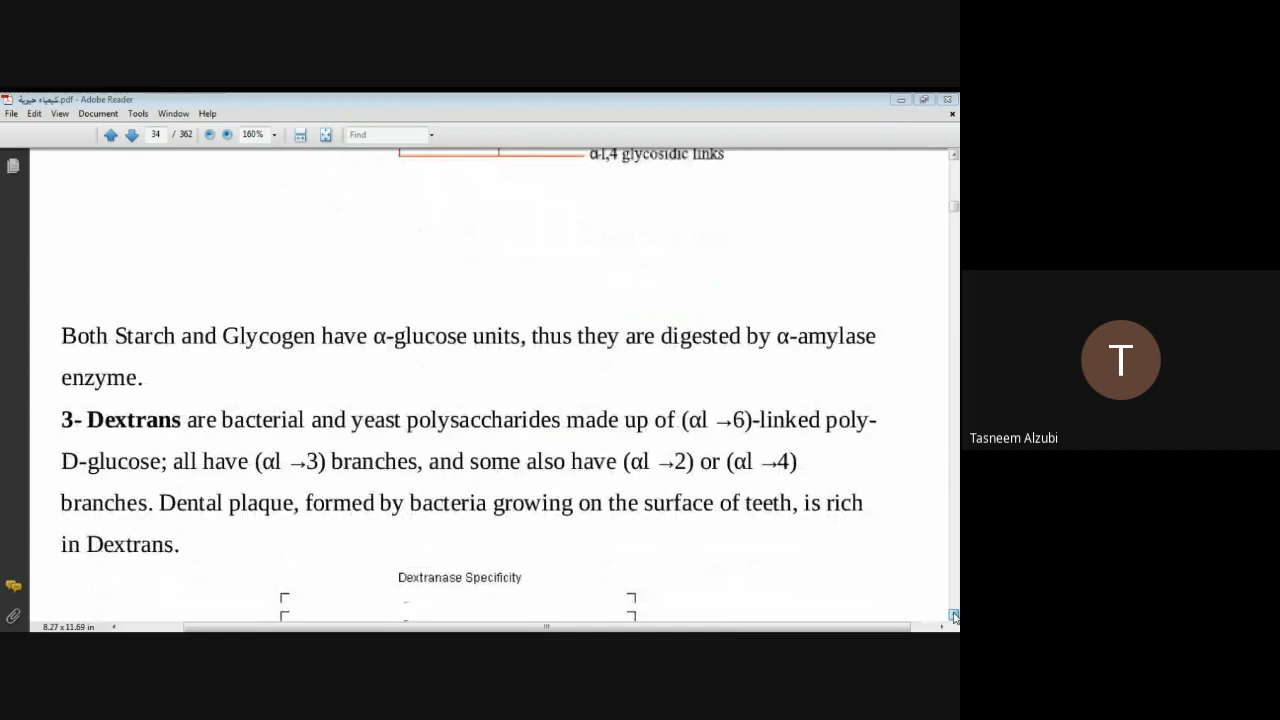 كيمياء حيوية.pdf - Adobe Reader
File Edit View Document Tools Window Help
34 / 362 160% Find
α-1,4 glycosidic links
Both Starch and Glycogen have α-glucose units, thus they are digested by α-amylase
enzyme.
3- Dextrans are bacterial and yeast polysaccharides made up of (αl →6)-linked poly-
D-glucose; all have (αl →3) branches, and some also have (αl →2) or (αl →4)
branches. Dental plaque, formed by bacteria growing on the surface of teeth, is rich
in Dextrans.
Dextranase Specificity
8.27 x 11.69 in
T
Tasneem Alzubi